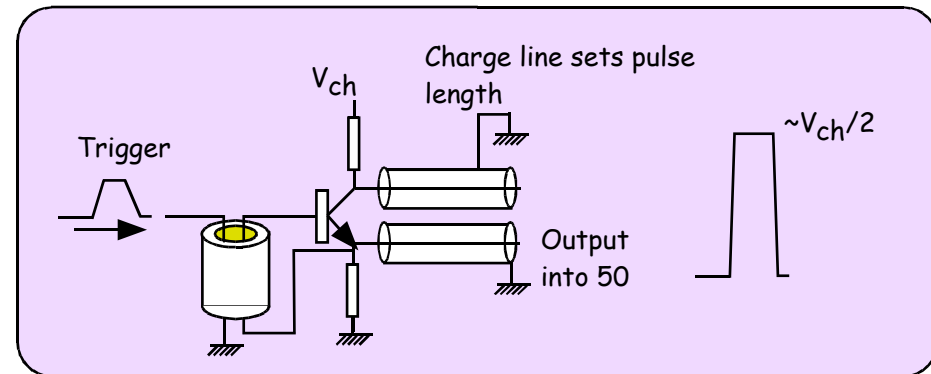 Charge line sets pulse
length
Vch
~Vch/2
Trigger
Output
into 50